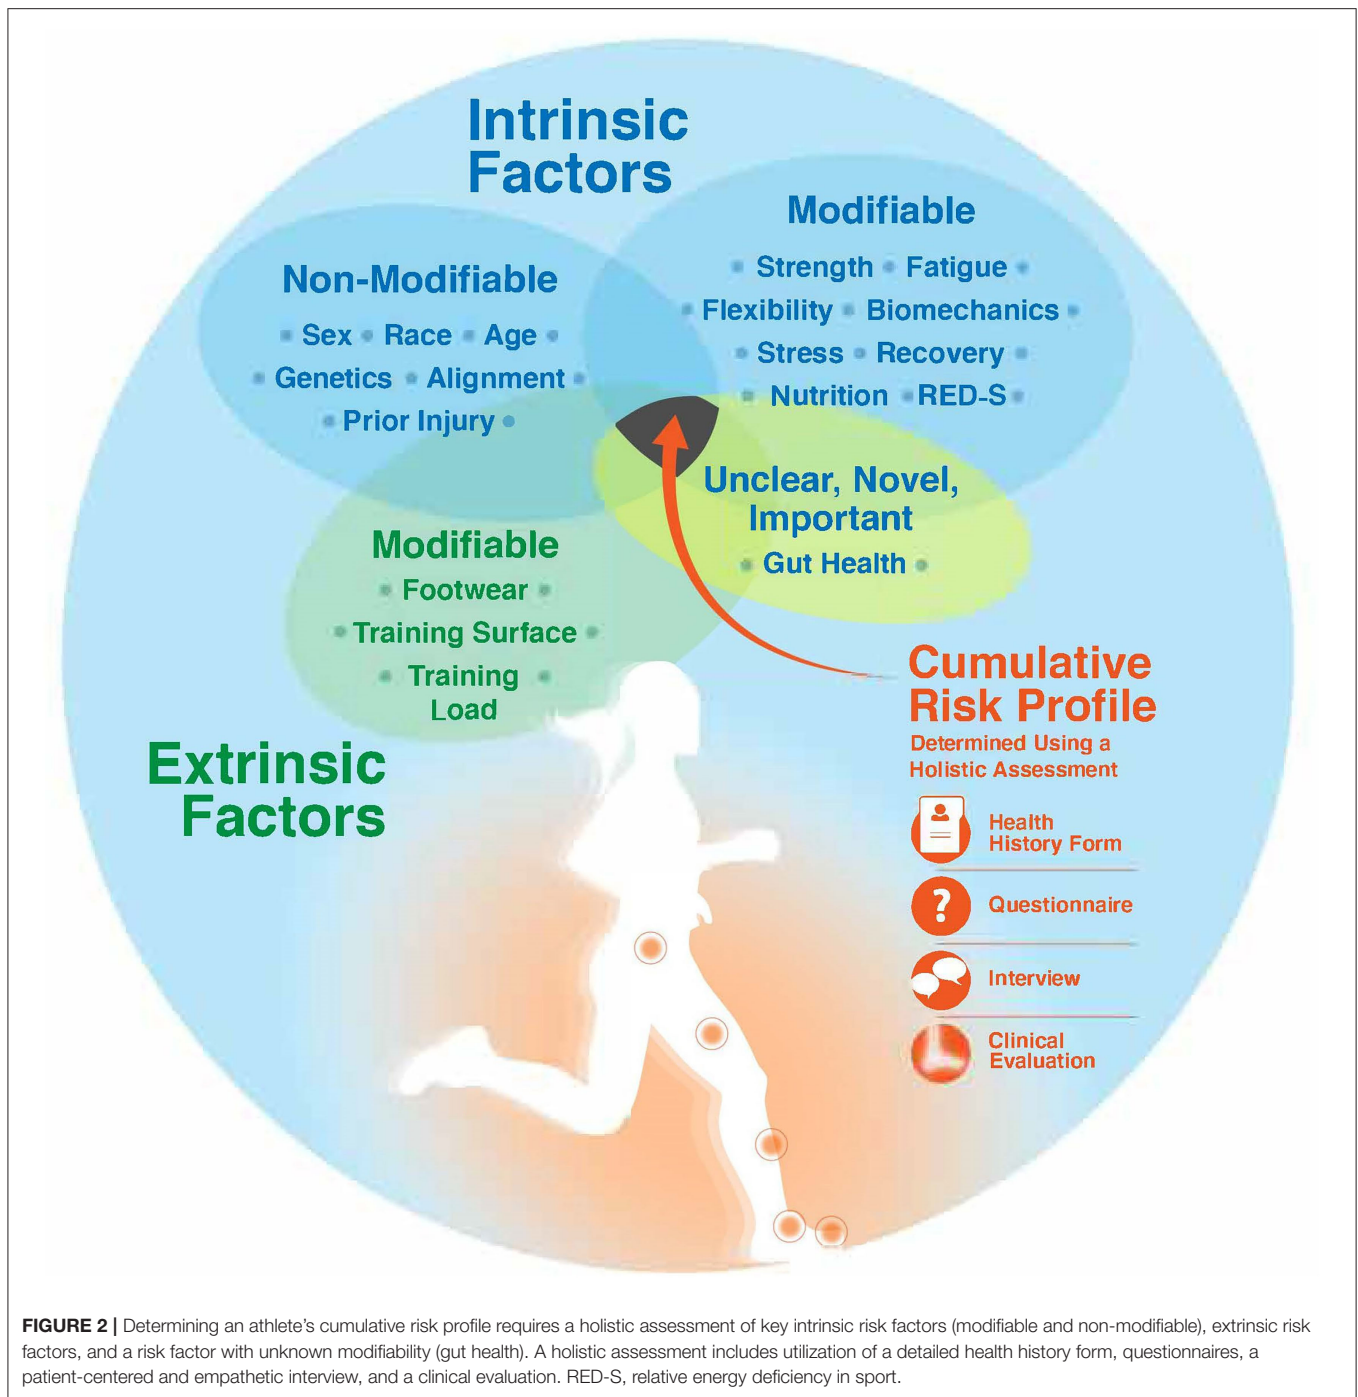 Intrinsic
Factors
Non-Modifiable
• Sex • Race • Age •
• Genetics • Alignment •
• Prior Injury •
Modifiable
• Strength • Fatigue •
• Flexibility • Biomechanics •
• Stress • Recovery •
• Nutrition • RED-S •
Unclear, Novel,
Important
• Gut Health •
Modifiable
• Footwear •
• Training Surface •
• Training •
Load
Extrinsic
Factors
Cumulative
Risk Profile
Determined Using a
Holistic Assessment
Health
History Form
?
Questionnaire
Interview
Clinical
Evaluation
FIGURE 2 | Determining an athlete's cumulative risk profile requires a holistic assessment of key intrinsic risk factors (modifiable and non-modifiable), extrinsic risk
factors, and a risk factor with unknown modifiability (gut health). A holistic assessment includes utilization of a detailed health history form, questionnaires, a
patient-centered and empathetic interview, and a clinical evaluation. RED-S, relative energy deficiency in sport.